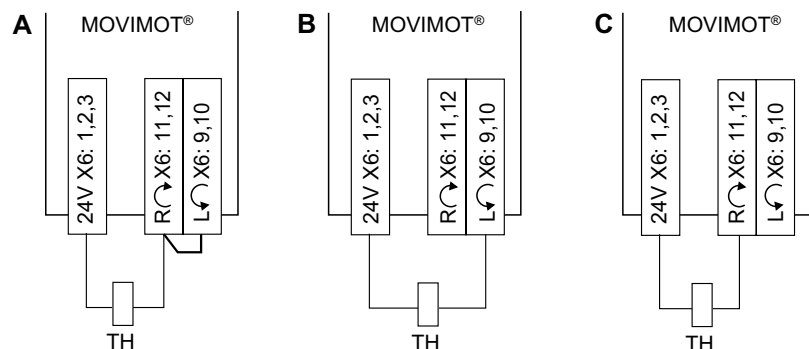 A MOVIMOT®
24V X6: 1,2,3
R X6: 11,12
L X6: 9,10
TH
B MOVIMOT®
24V X6: 1,2,3
R X6: 11,12
L X6: 9,10
TH
C MOVIMOT®
24V X6: 1,2,3
R X6: 11,12
L X6: 9,10
TH